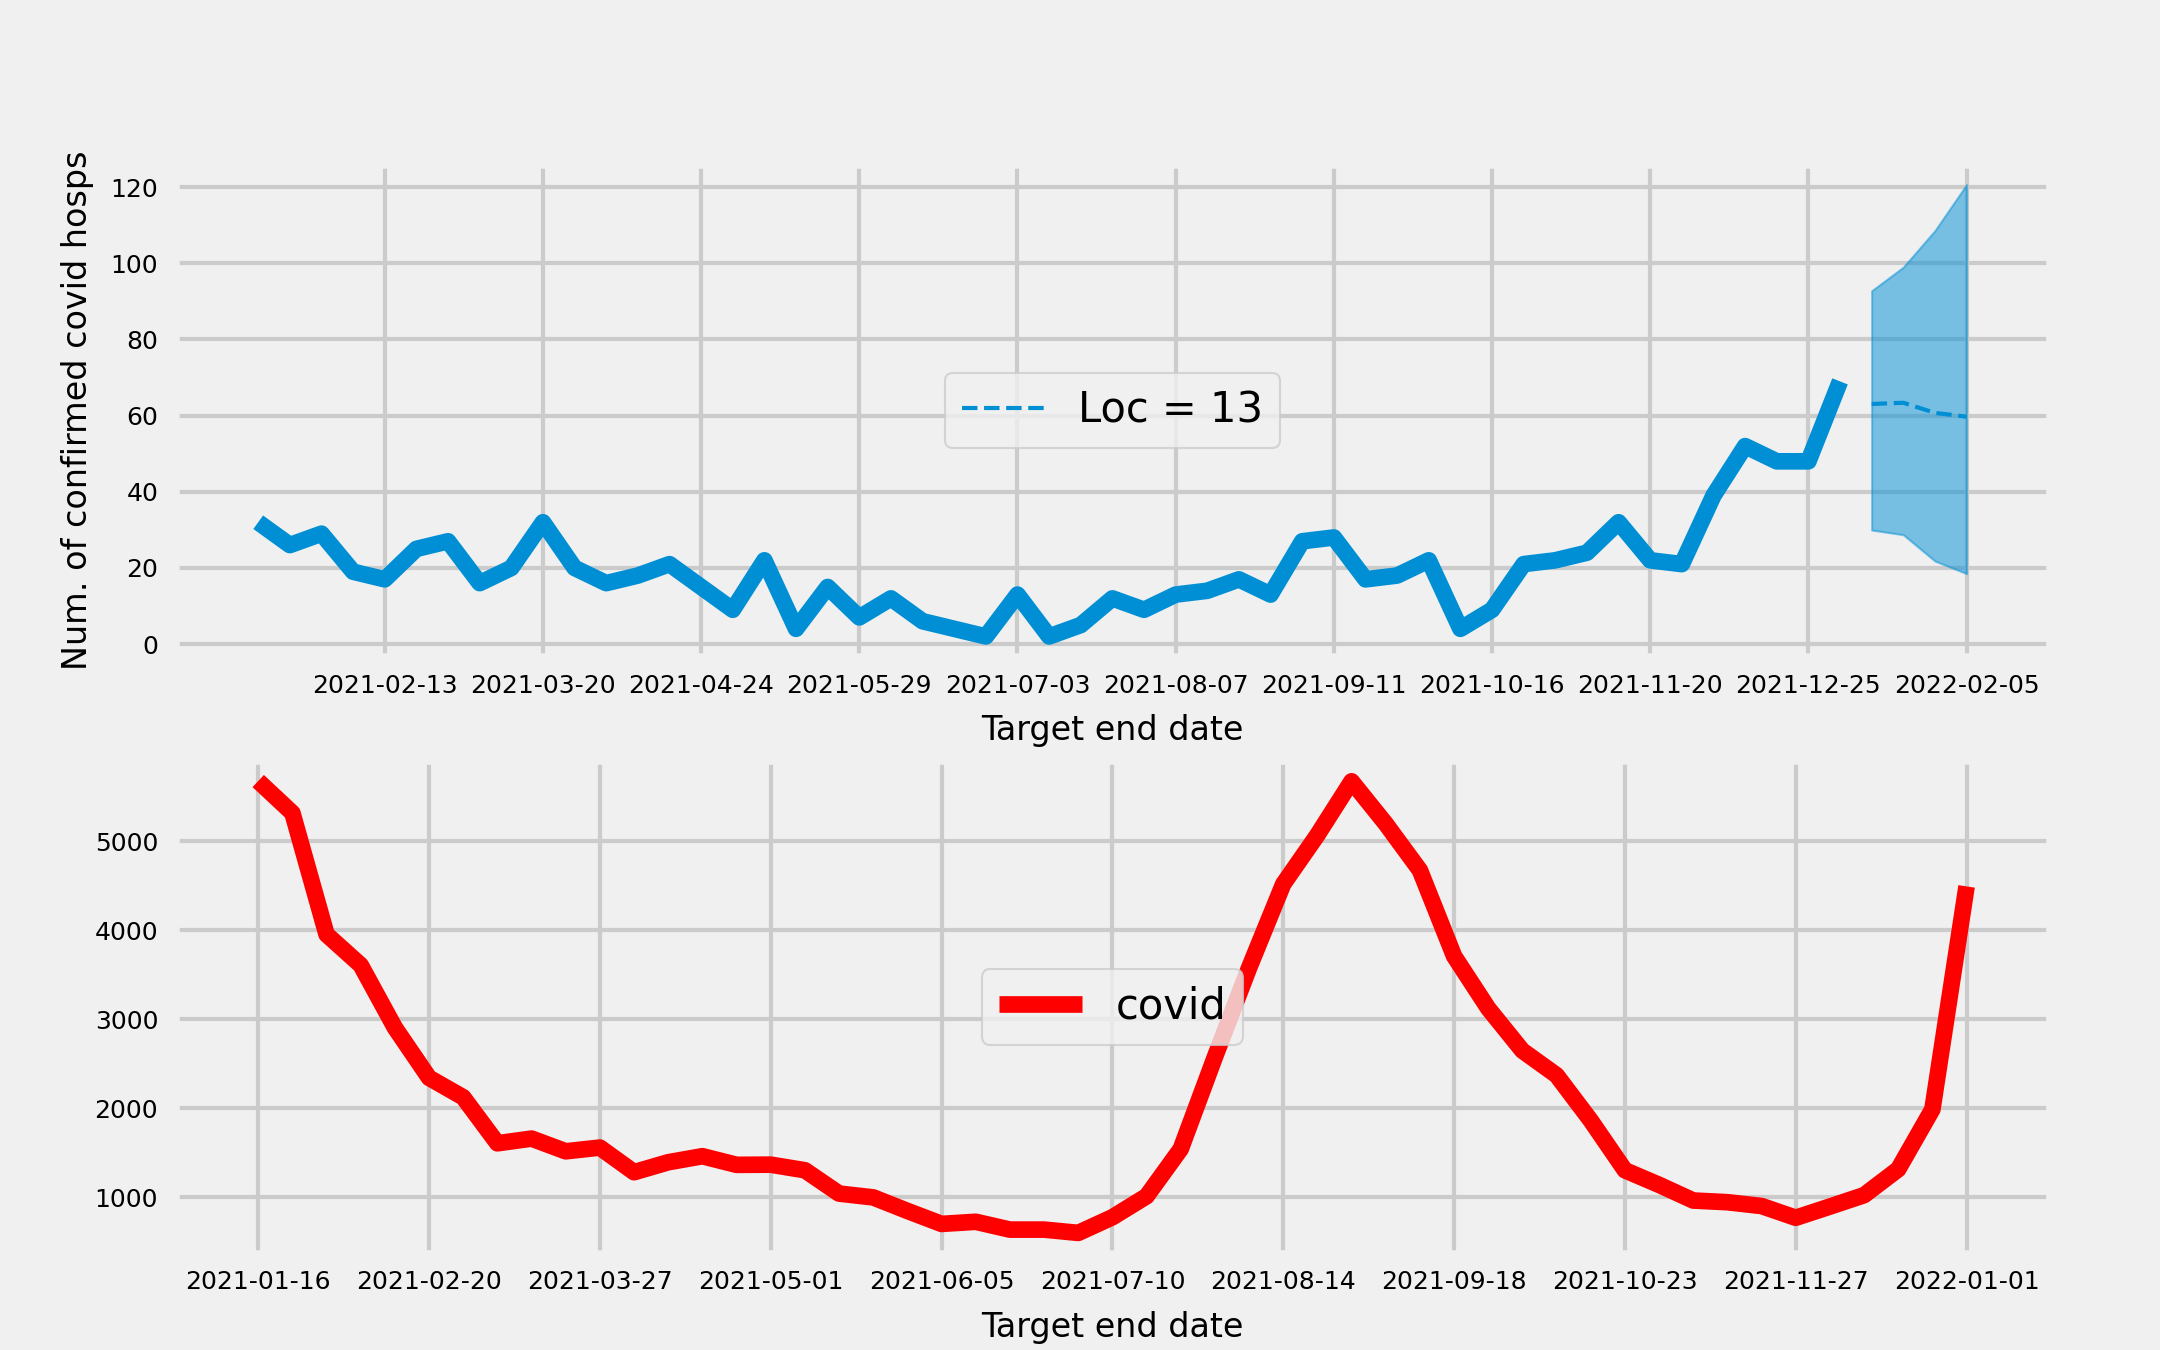 Num. of confirmed covid hosps
120
100
80
60
40
20
0
Loc = 13
2021-02-13 2021-03-20 2021-04-24 2021-05-29 2021-07-03 2021-08-07 2021-09-11 2021-10-16 2021-11-20 2021-12-25 2022-02-05
Target end date
5000
4000
3000
2000
1000
covid
2021-01-16 2021-02-20 2021-03-27 2021-05-01 2021-06-05 2021-07-10 2021-08-14 2021-09-18 2021-10-23 2021-11-27 2022-01-01
Target end date